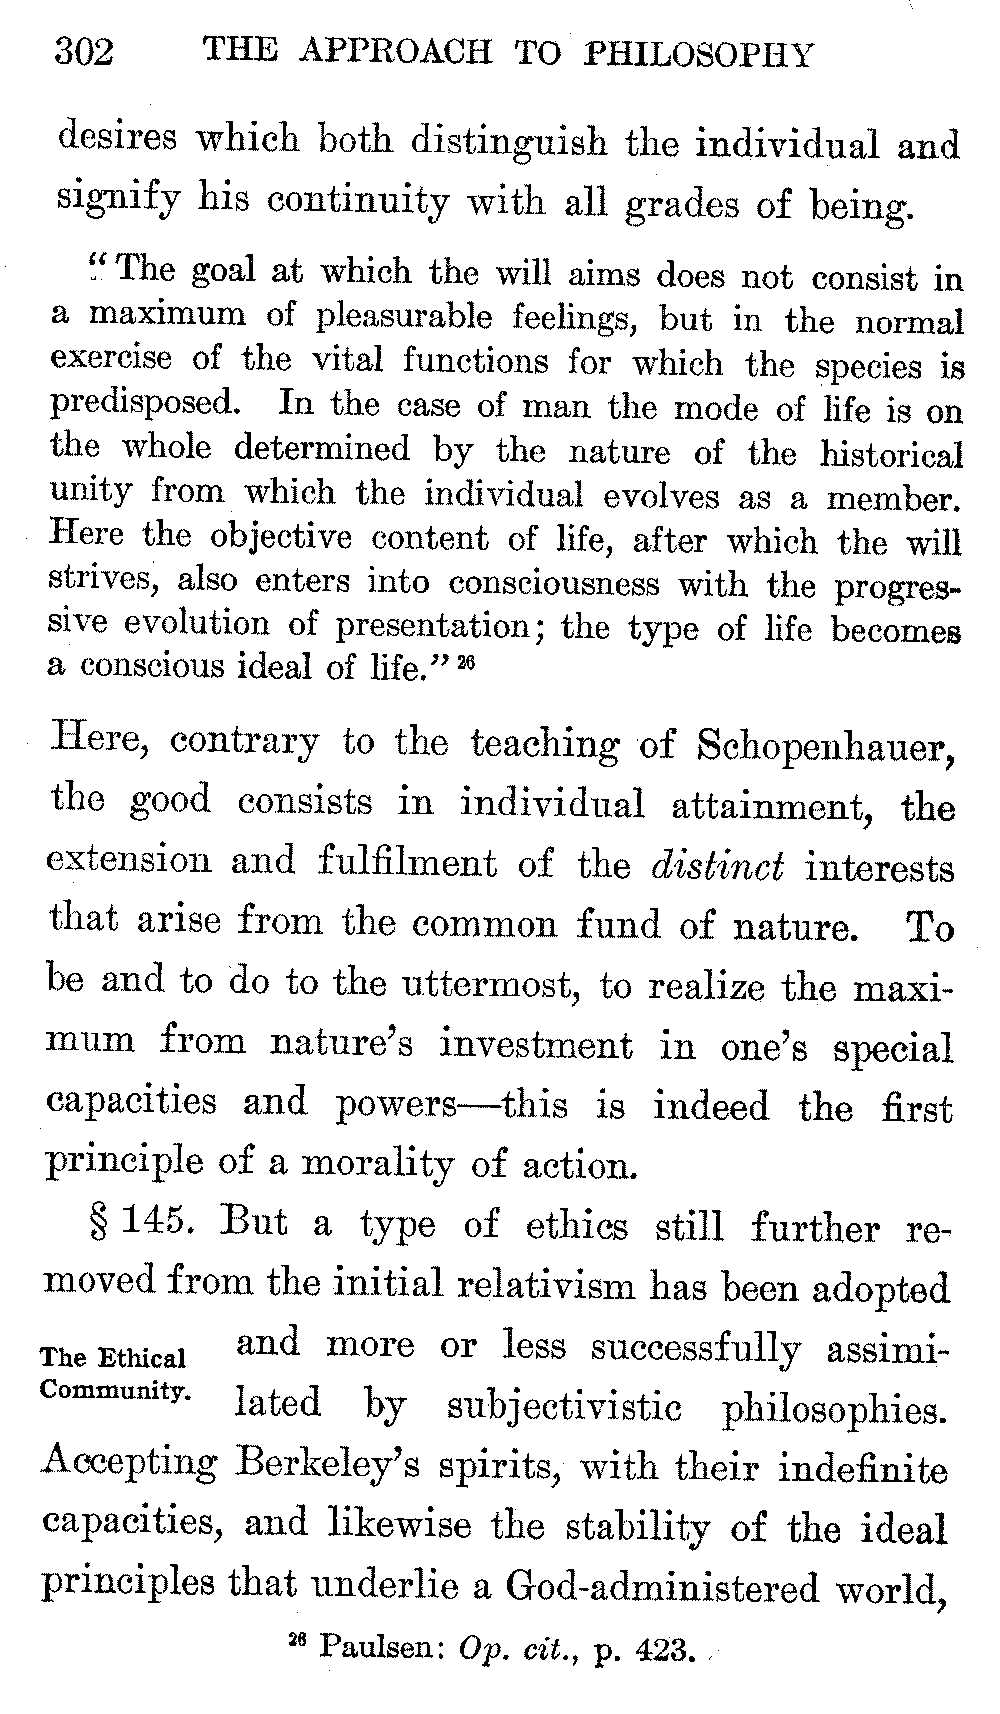 302 THE APPROACH TO PHILOSOPHY
desires which both distinguish the individual and
signify his continuity with all grades of being.
“The goal at which the will aims does not consist in
a maximum of pleasurable feelings, but in the normal
exercise of the vital functions for which the species is
predisposed. In the case of man the mode of life is on
the whole determined by the nature of the historical
unity from which the individual evolves as a member.
Here the objective content of life, after which the will
strives, also enters into consciousness with the progres-
sive evolution of presentation; the type of life becomes
a conscious ideal of life.” 26
Here, contrary to the teaching of Schopenhauer,
the good consists in individual attainment, the
extension and fulfilment of the distinct interests
that arise from the common fund of nature. To
be and to do to the uttermost, to realize the maxi-
mum from nature’s investment in one’s special
capacities and powers—this is indeed the first
principle of a morality of action.
§ 145. But a type of ethics still further re-
moved from the initial relativism has been adopted
The Ethical
Community.
and more or less successfully assimi-
lated by subjectivistic philosophies.
Accepting Berkeley’s spirits, with their indefinite
capacities, and likewise the stability of the ideal
principles that underlie a God-administered world,
26 Paulsen: Op. cit., p. 423.